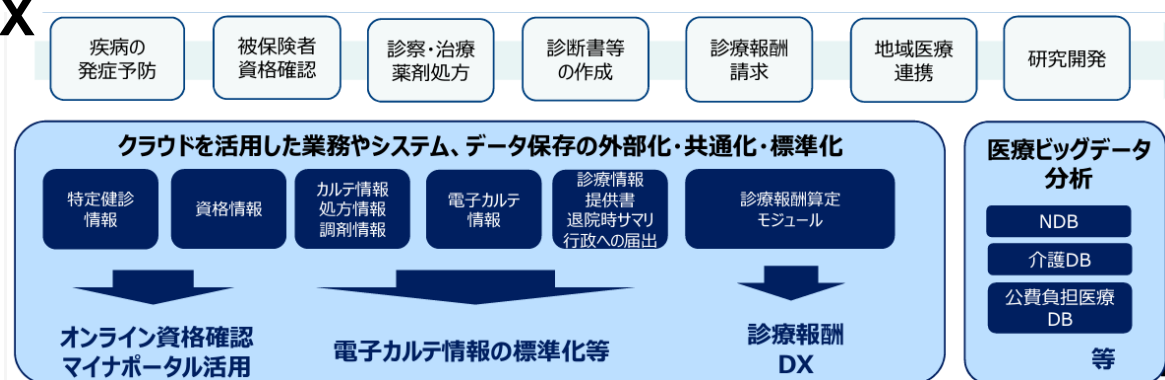 X
疾病の
発症予防
被保険者
資格確認
診察・治療
薬剤処方
診断書等
の作成
診療報酬
請求
地域医療
連携
研究開発
クラウドを活用した業務やシステム、データ保存の外部化・共通化・標準化
特定健診
情報
資格情報
カルテ情報
処方情報
調剤情報
電子カルテ
情報
診療情報
提供書
退院時サマリ
行政への届出
診療報酬算定
モジュール
オンライン資格確認
マイナポータル活用
電子カルテ情報の標準化等
診療報酬
DX
医療ビッグデータ
分析
NDB
介護DB
公費負担医療
DB
等